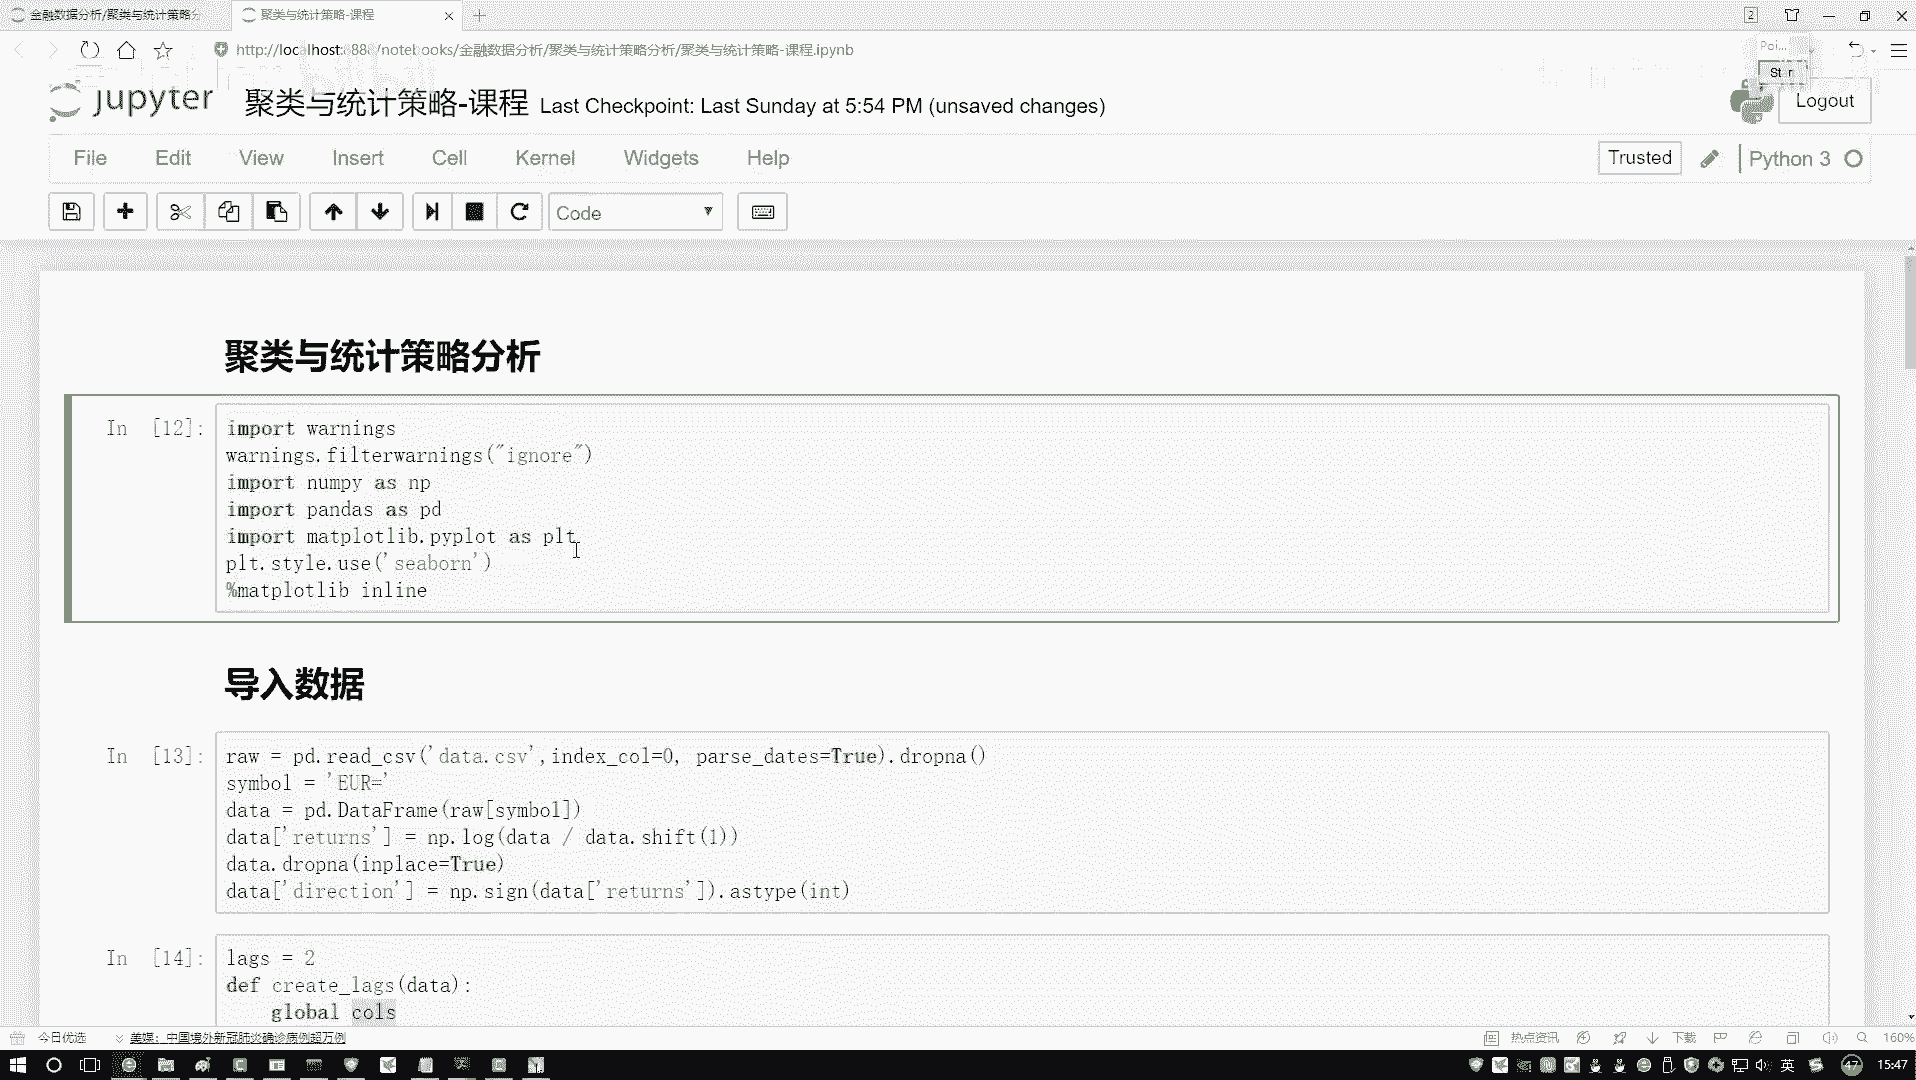 金融数据分析/聚类与统计策略分
聚类与统计策略-课程
2
http://localhost:888/notebooks/金融数据分析/聚类与统计策略分析/聚类与统计策略-课程.ipynb
Poi...
jupyter 聚类与统计策略-课程 Last Checkpoint: Last Sunday at 5:54 PM (unsaved changes)
Logout
File Edit View Insert Cell Kernel Widgets Help
Trusted Python 3
Code
聚类与统计策略分析
In [12]:
import warnings
warnings.filterwarnings("ignore")
import numpy as np
import pandas as pd
import matplotlib.pyplot as plt
plt.style.use('seaborn')
%matplotlib inline
导入数据
In [13]:
raw = pd.read_csv('data.csv',index_col=0, parse_dates=True).dropna()
symbol = 'EUR='
data = pd.DataFrame(raw[symbol])
data['returns'] = np.log(data / data.shift(1))
data.dropna(inplace=True)
data['direction'] = np.sign(data['returns']).astype(int)
In [14]:
lags = 2
def create_lags(data):
global cols
今日优选 美媒：中国境外新冠肺炎确诊病例超万例 热点资讯 下载 160%
英 47 15:47